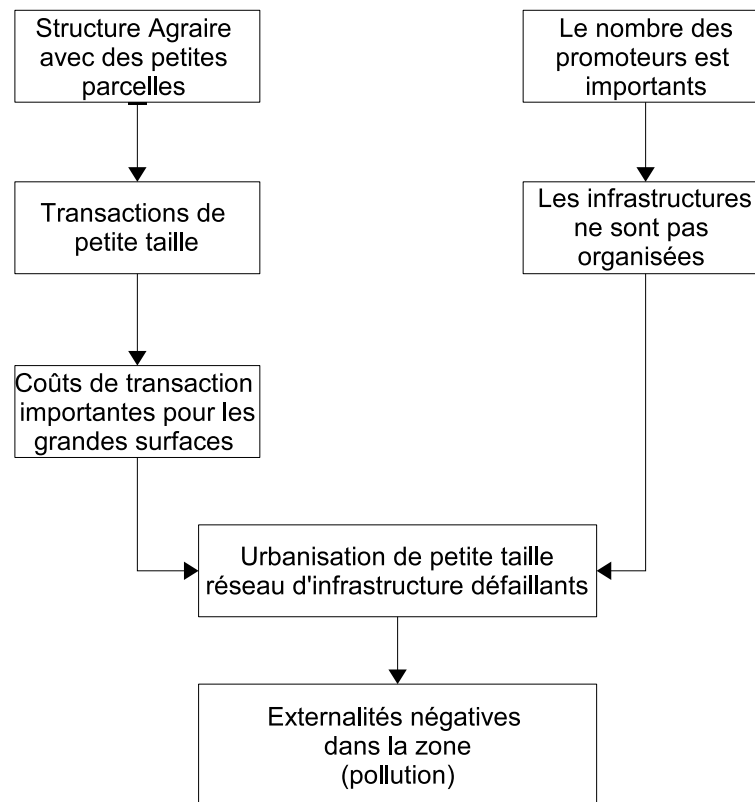 Structure Agraire
avec des petites
parcelles
Le nombre des
promoteurs est
importants
Transactions de
petite taille
Les infrastructures
ne sont pas
organisées
Coûts de transaction
importantes pour les
grandes surfaces
Urbanisation de petite taille
réseau d'infrastructure défaillants
Externalités négatives
dans la zone
(pollution)